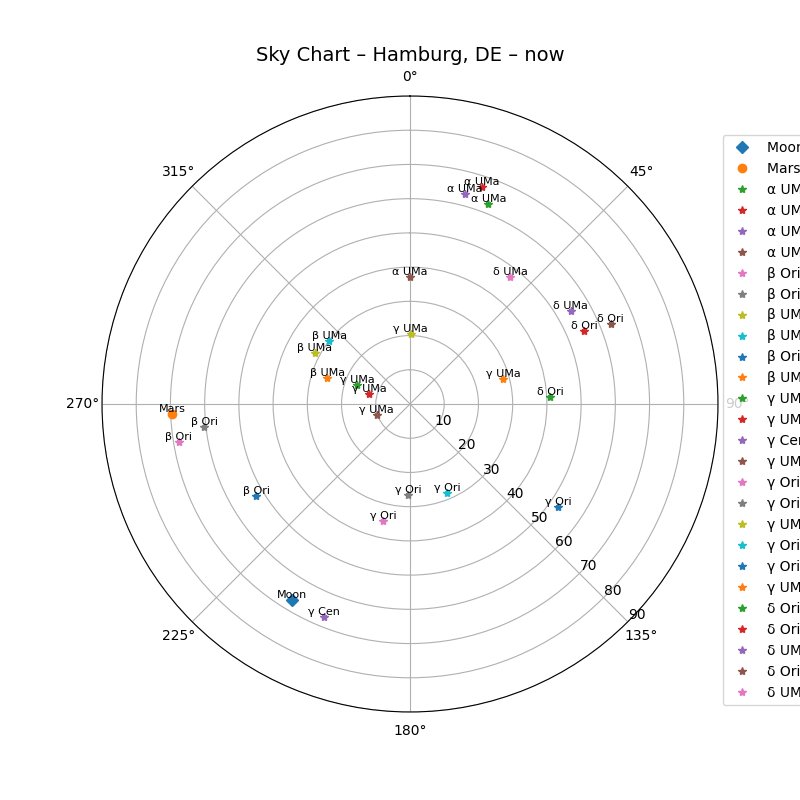 Sky Chart – Hamburg, DE – now
0°
315°
45°
α UMa
α UMa
α UMa
α UMa
δ UMa
δ UMa
γ UMa
δ Ori
δ Ori
β UMa
β UMa
β UMa
γ UMa
γ UMa
γ UMa
γ UMa
δ Ori
270°
90°
Mars
β Ori
β Ori
β Ori
10
20
30
40
50
60
70
80
90
γ Ori
γ Ori
γ Ori
γ Ori
Moon
γ Cen
225°
135°
180°
Moon
Mars
α UM
α UM
α UM
α UM
β Ori
β Ori
β UM
β UM
β Ori
β UM
γ UM
γ UM
γ Cen
γ UM
γ Ori
γ Ori
γ UM
γ Ori
γ Ori
γ UM
δ Ori
δ Ori
δ UM
δ Ori
δ UM